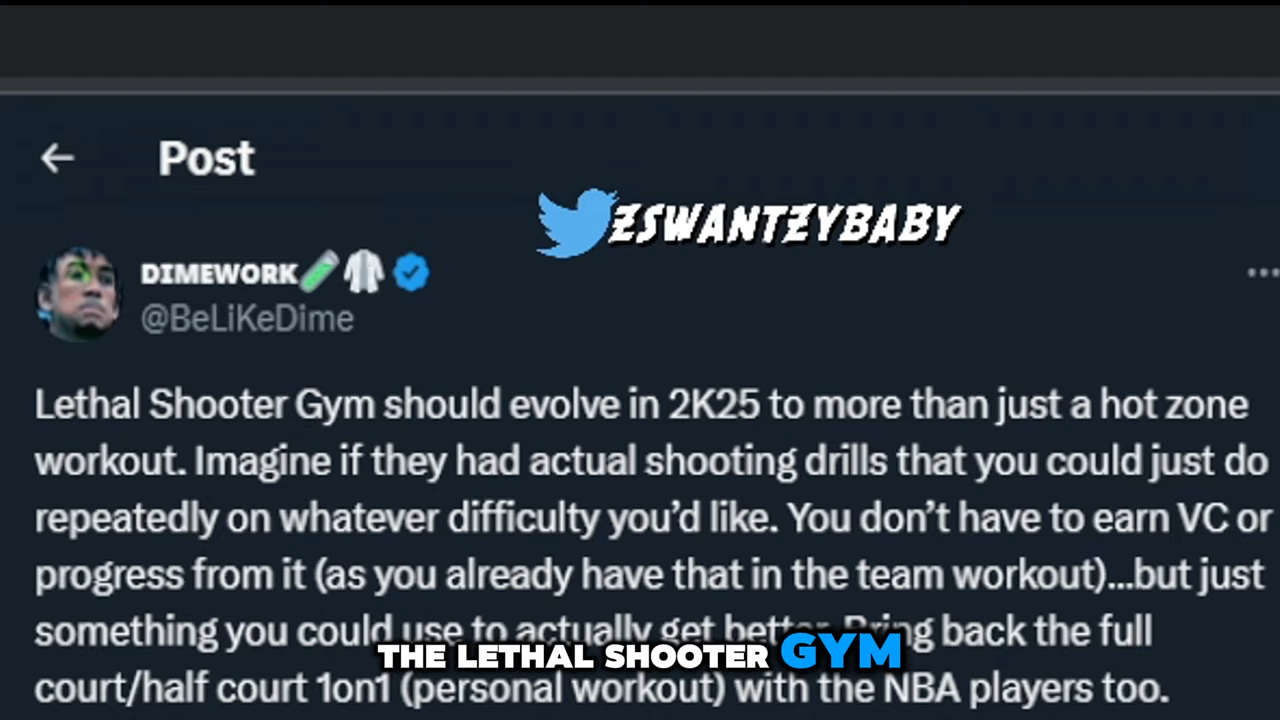 Post
ZSWANTZYBABY
DIMEWORK
@BeLiKeDime
Lethal Shooter Gym should evolve in 2K25 to more than just a hot zone
workout. Imagine if they had actual shooting drills that you could just do
repeatedly on whatever difficulty you’d like. You don’t have to earn VC or
progress from it (as you already have that in the team workout)...but just
something you could use to actually get better. Bring back the full
THE LETHAL SHOOTER GYM
court/half court 1on1 (personal workout) with the NBA players too.